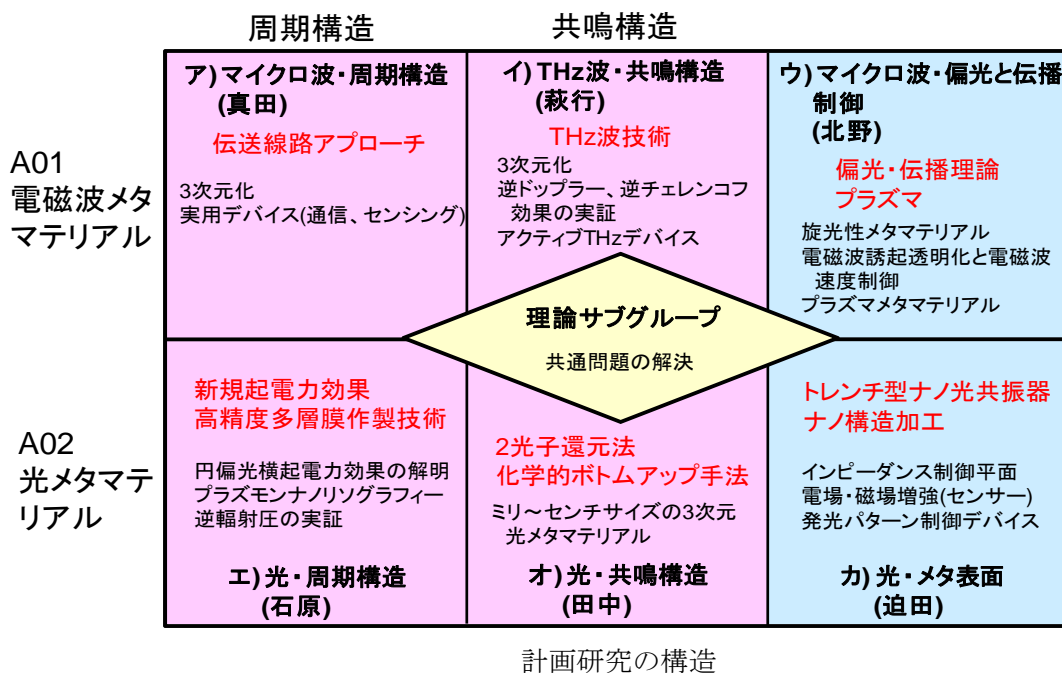 周期構造
共鳴構造
A01
電磁波メタ
マテリアル
ア)マイクロ波・周期構造
(真田)
伝送線路アプローチ
3次元化
実用デバイス(通信、センシング)
イ)THz波・共鳴構造
(萩行)
THz波技術
3次元化
逆ドップラー、逆チェレンコフ
効果の実証
アクティブTHzデバイス
ウ)マイクロ波・偏光と伝播
制御
(北野)
偏光・伝播理論
プラズマ
旋光性メタマテリアル
電磁波誘起透明化と電磁波
速度制御
プラズマメタマテリアル
理論サブグループ
共通問題の解決
A02
光メタマテ
リアル
新規起電力効果
高精度多層膜作製技術
円偏光横起電力効果の解明
プラズモンナノリソグラフィー
逆輻射圧の実証
エ)光・周期構造
(石原)
2光子還元法
化学的ボトムアップ手法
ミリ～センチサイズの3次元
光メタマテリアル
オ)光・共鳴構造
(田中)
トレンチ型ナノ光共振器
ナノ構造加工
インピーダンス制御平面
電場・磁場増強(センサー)
発光パターン制御デバイス
カ)光・メタ表面
(迫田)
計画研究の構造